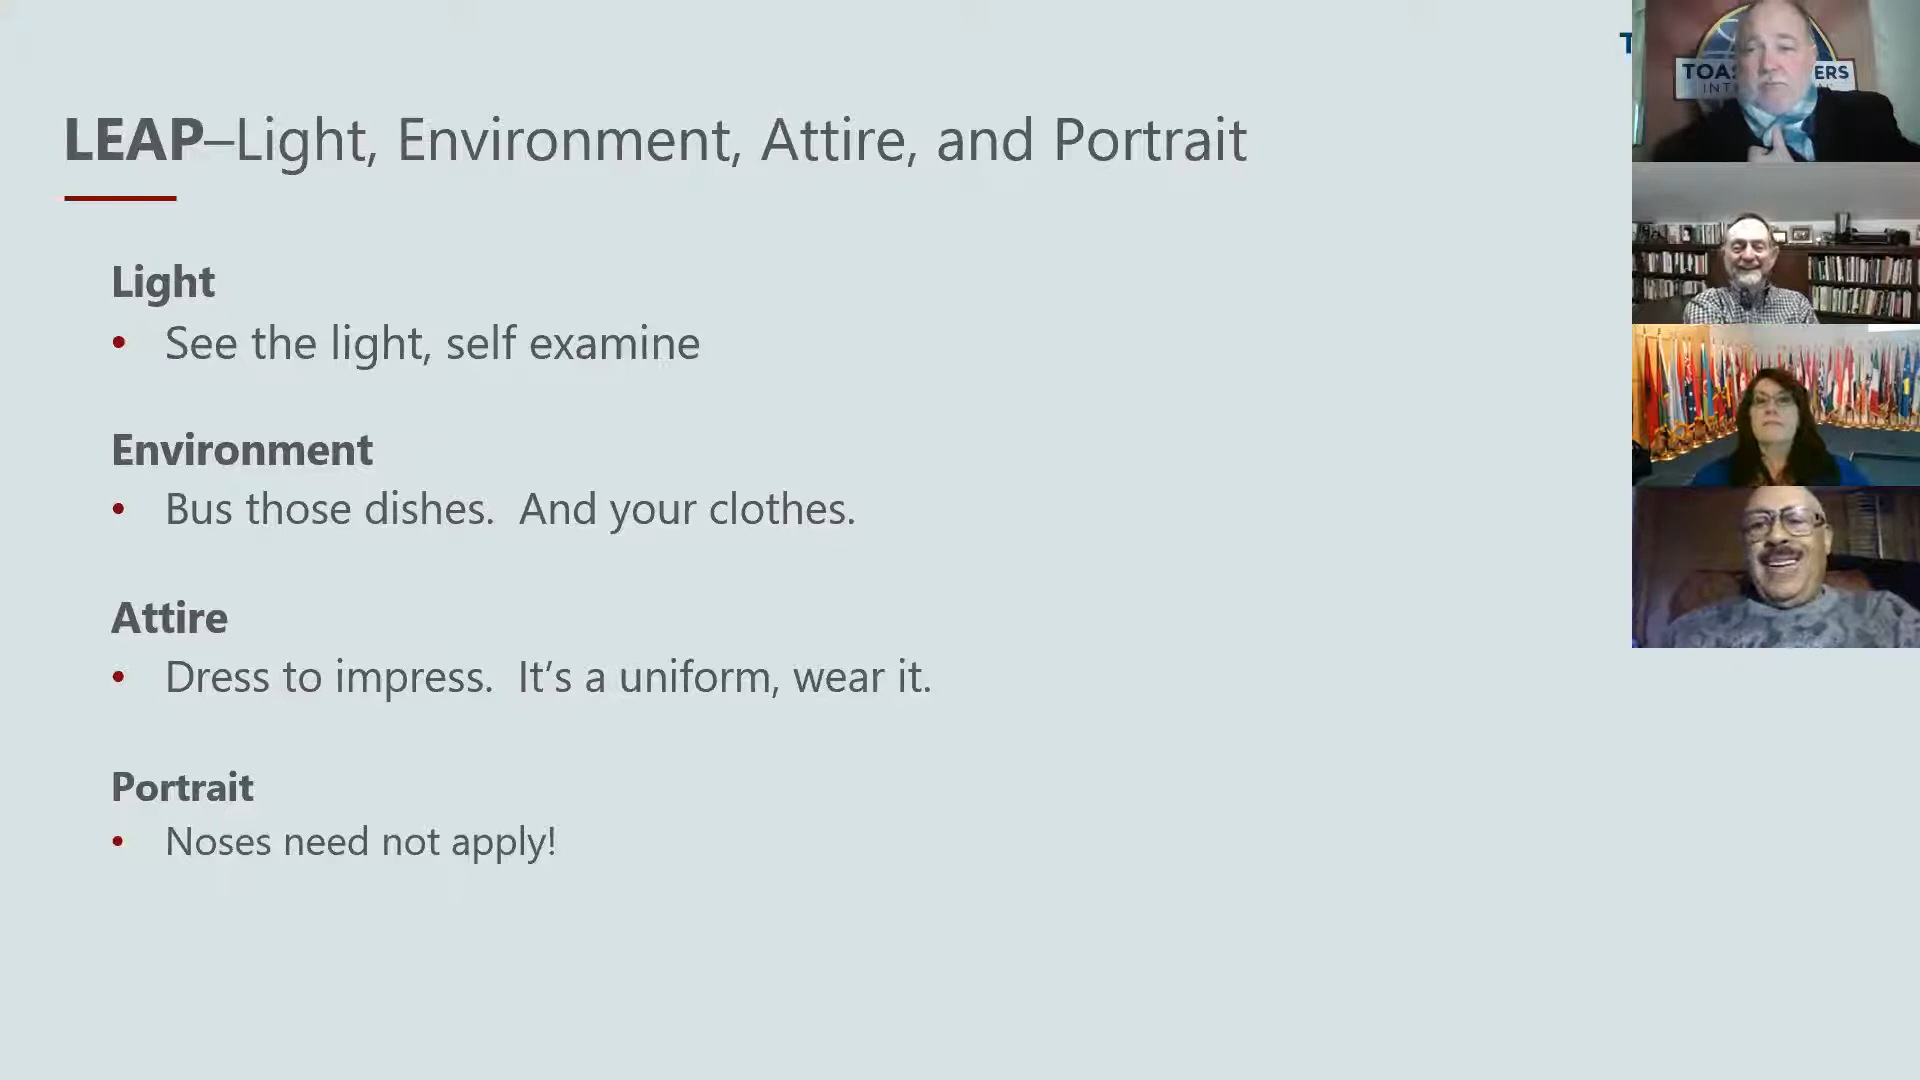 LEAP–Light, Environment, Attire, and Portrait
Light
• See the light, self examine
Environment
• Bus those dishes.  And your clothes.
Attire
• Dress to impress.  It’s a uniform, wear it.
Portrait
• Noses need not apply!